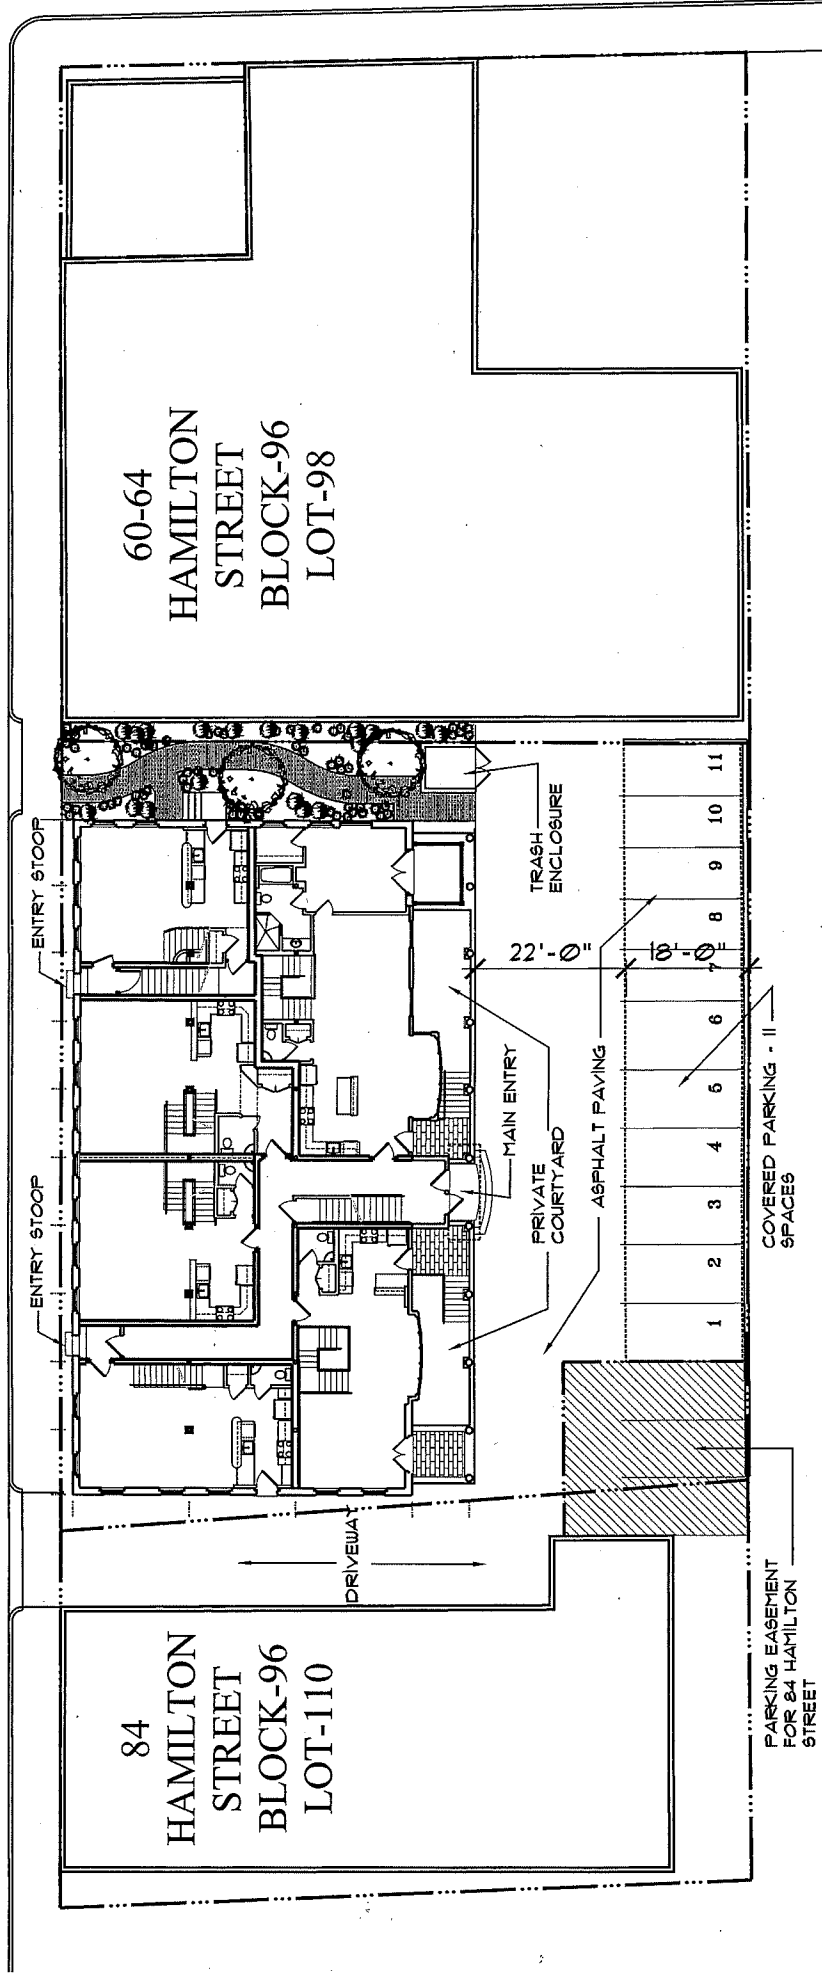 84
HAMILTON
STREET
BLOCK-96
LOT-110
60-64
HAMILTON
STREET
BLOCK-96
LOT-98
ENTRY STOOP
ENTRY STOOP
DRIVEWAY
MAIN ENTRY
TRASH
ENCLOSURE
PRIVATE
COURTYARD
22'-0"
18'-0"
ASPHALT PAVING
1
2
3
4
5
6
7
8
9
10
11
COVERED PARKING - 11
SPACES
PARKING EASEMENT
FOR 84 HAMILTON
STREET